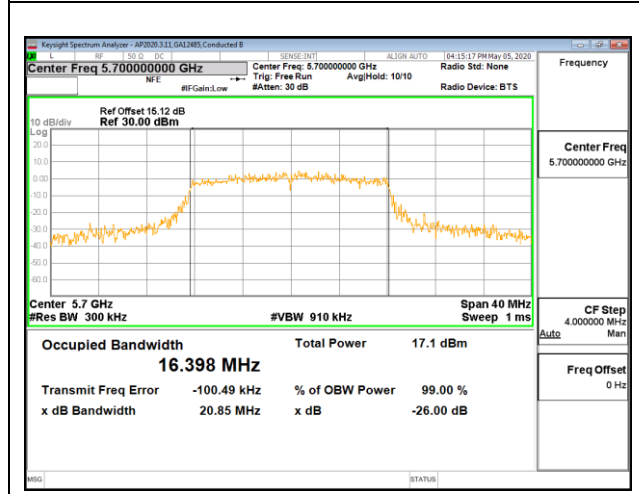 Keysight Spectrum Analyzer - AP2020.3.11,GA12485,Conducted B
L RF 50 Ω DC SENSE:INT ALIGN AUTO 04:15:17 PM May 05, 2020
Center Freq 5.700000000 GHz Center Freq: 5.700000000 GHz Radio Std: None Frequency
NFE Trig: Free Run Avg|Hold: 10/10
#IFGain:Low #Atten: 30 dB Radio Device: BTS
Ref Offset 15.12 dB
10 dB/div Ref 30.00 dBm
Log
20.0
10.0
0.00
-10.0
-20.0
-30.0
-40.0
-50.0
-60.0
Center Freq
5.700000000 GHz
Center 5.7 GHz Span 40 MHz
#Res BW 300 kHz #VBW 910 kHz Sweep 1 ms
CF Step
4.000000 MHz
Auto Man
Occupied Bandwidth Total Power 17.1 dBm
16.398 MHz
Freq Offset
0 Hz
Transmit Freq Error -100.49 kHz % of OBW Power 99.00 %
x dB Bandwidth 20.85 MHz x dB -26.00 dB
MSG STATUS